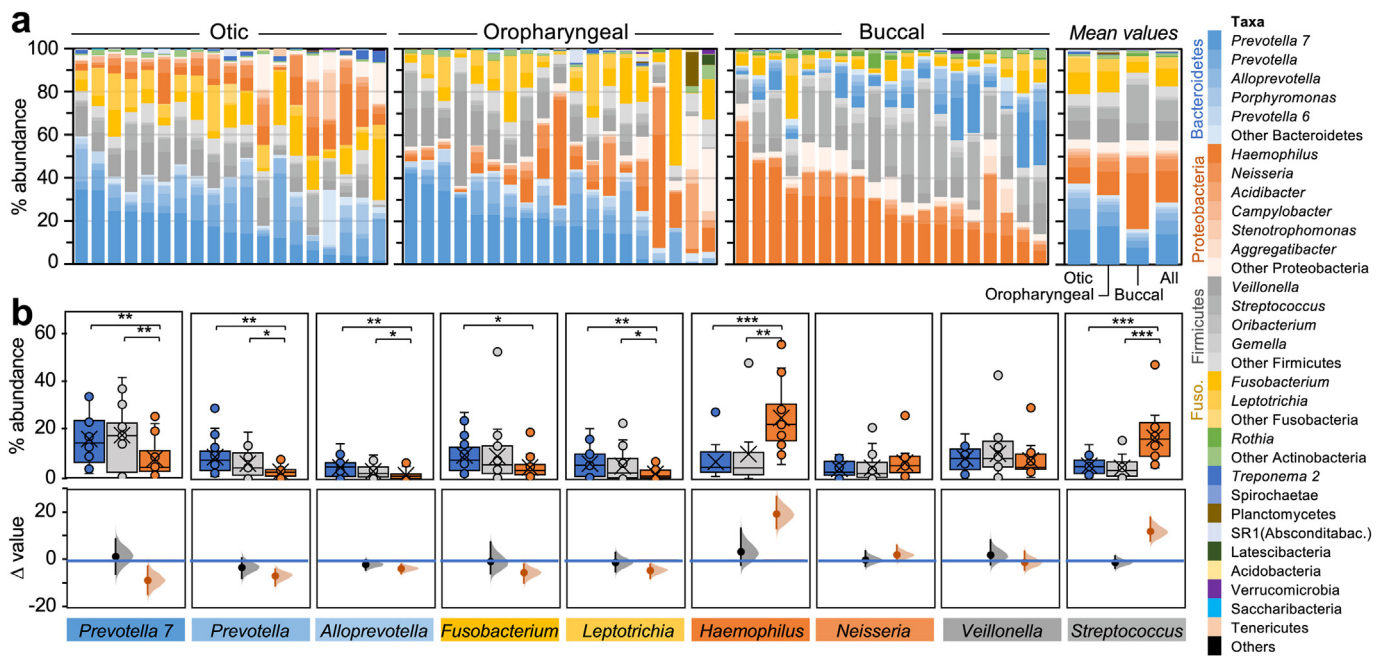 a
Otic
Oropharyngeal
Buccal
Mean values
% abundance
100
80
60
40
20
0
Otic
All
Oropharyngeal
Buccal
b
% abundance
60
40
20
0
** **
** *
** *
*
** *
*** **
*** ***
Δ value
20
0
-20
Prevotella 7
Prevotella
Alloprevotella
Fusobacterium
Leptotrichia
Haemophilus
Neisseria
Veillonella
Streptococcus
Bacteroidetes
Proteobacteria
Firmicutes
Fuso.
Taxa
Prevotella 7
Prevotella
Alloprevotella
Porphyromonas
Prevotella 6
Other Bacteroidetes
Haemophilus
Neisseria
Acidibacter
Campylobacter
Stenotrophomonas
Aggregatibacter
Other Proteobacteria
Veillonella
Streptococcus
Oribacterium
Gemella
Other Firmicutes
Fusobacterium
Leptotrichia
Other Fusobacteria
Rothia
Other Actinobacteria
Treponema 2
Spirochaetae
Planctomycetes
SR1(Absconditabac.)
Latescibacteria
Acidobacteria
Verrucomicrobia
Saccharibacteria
Tenericutes
Others